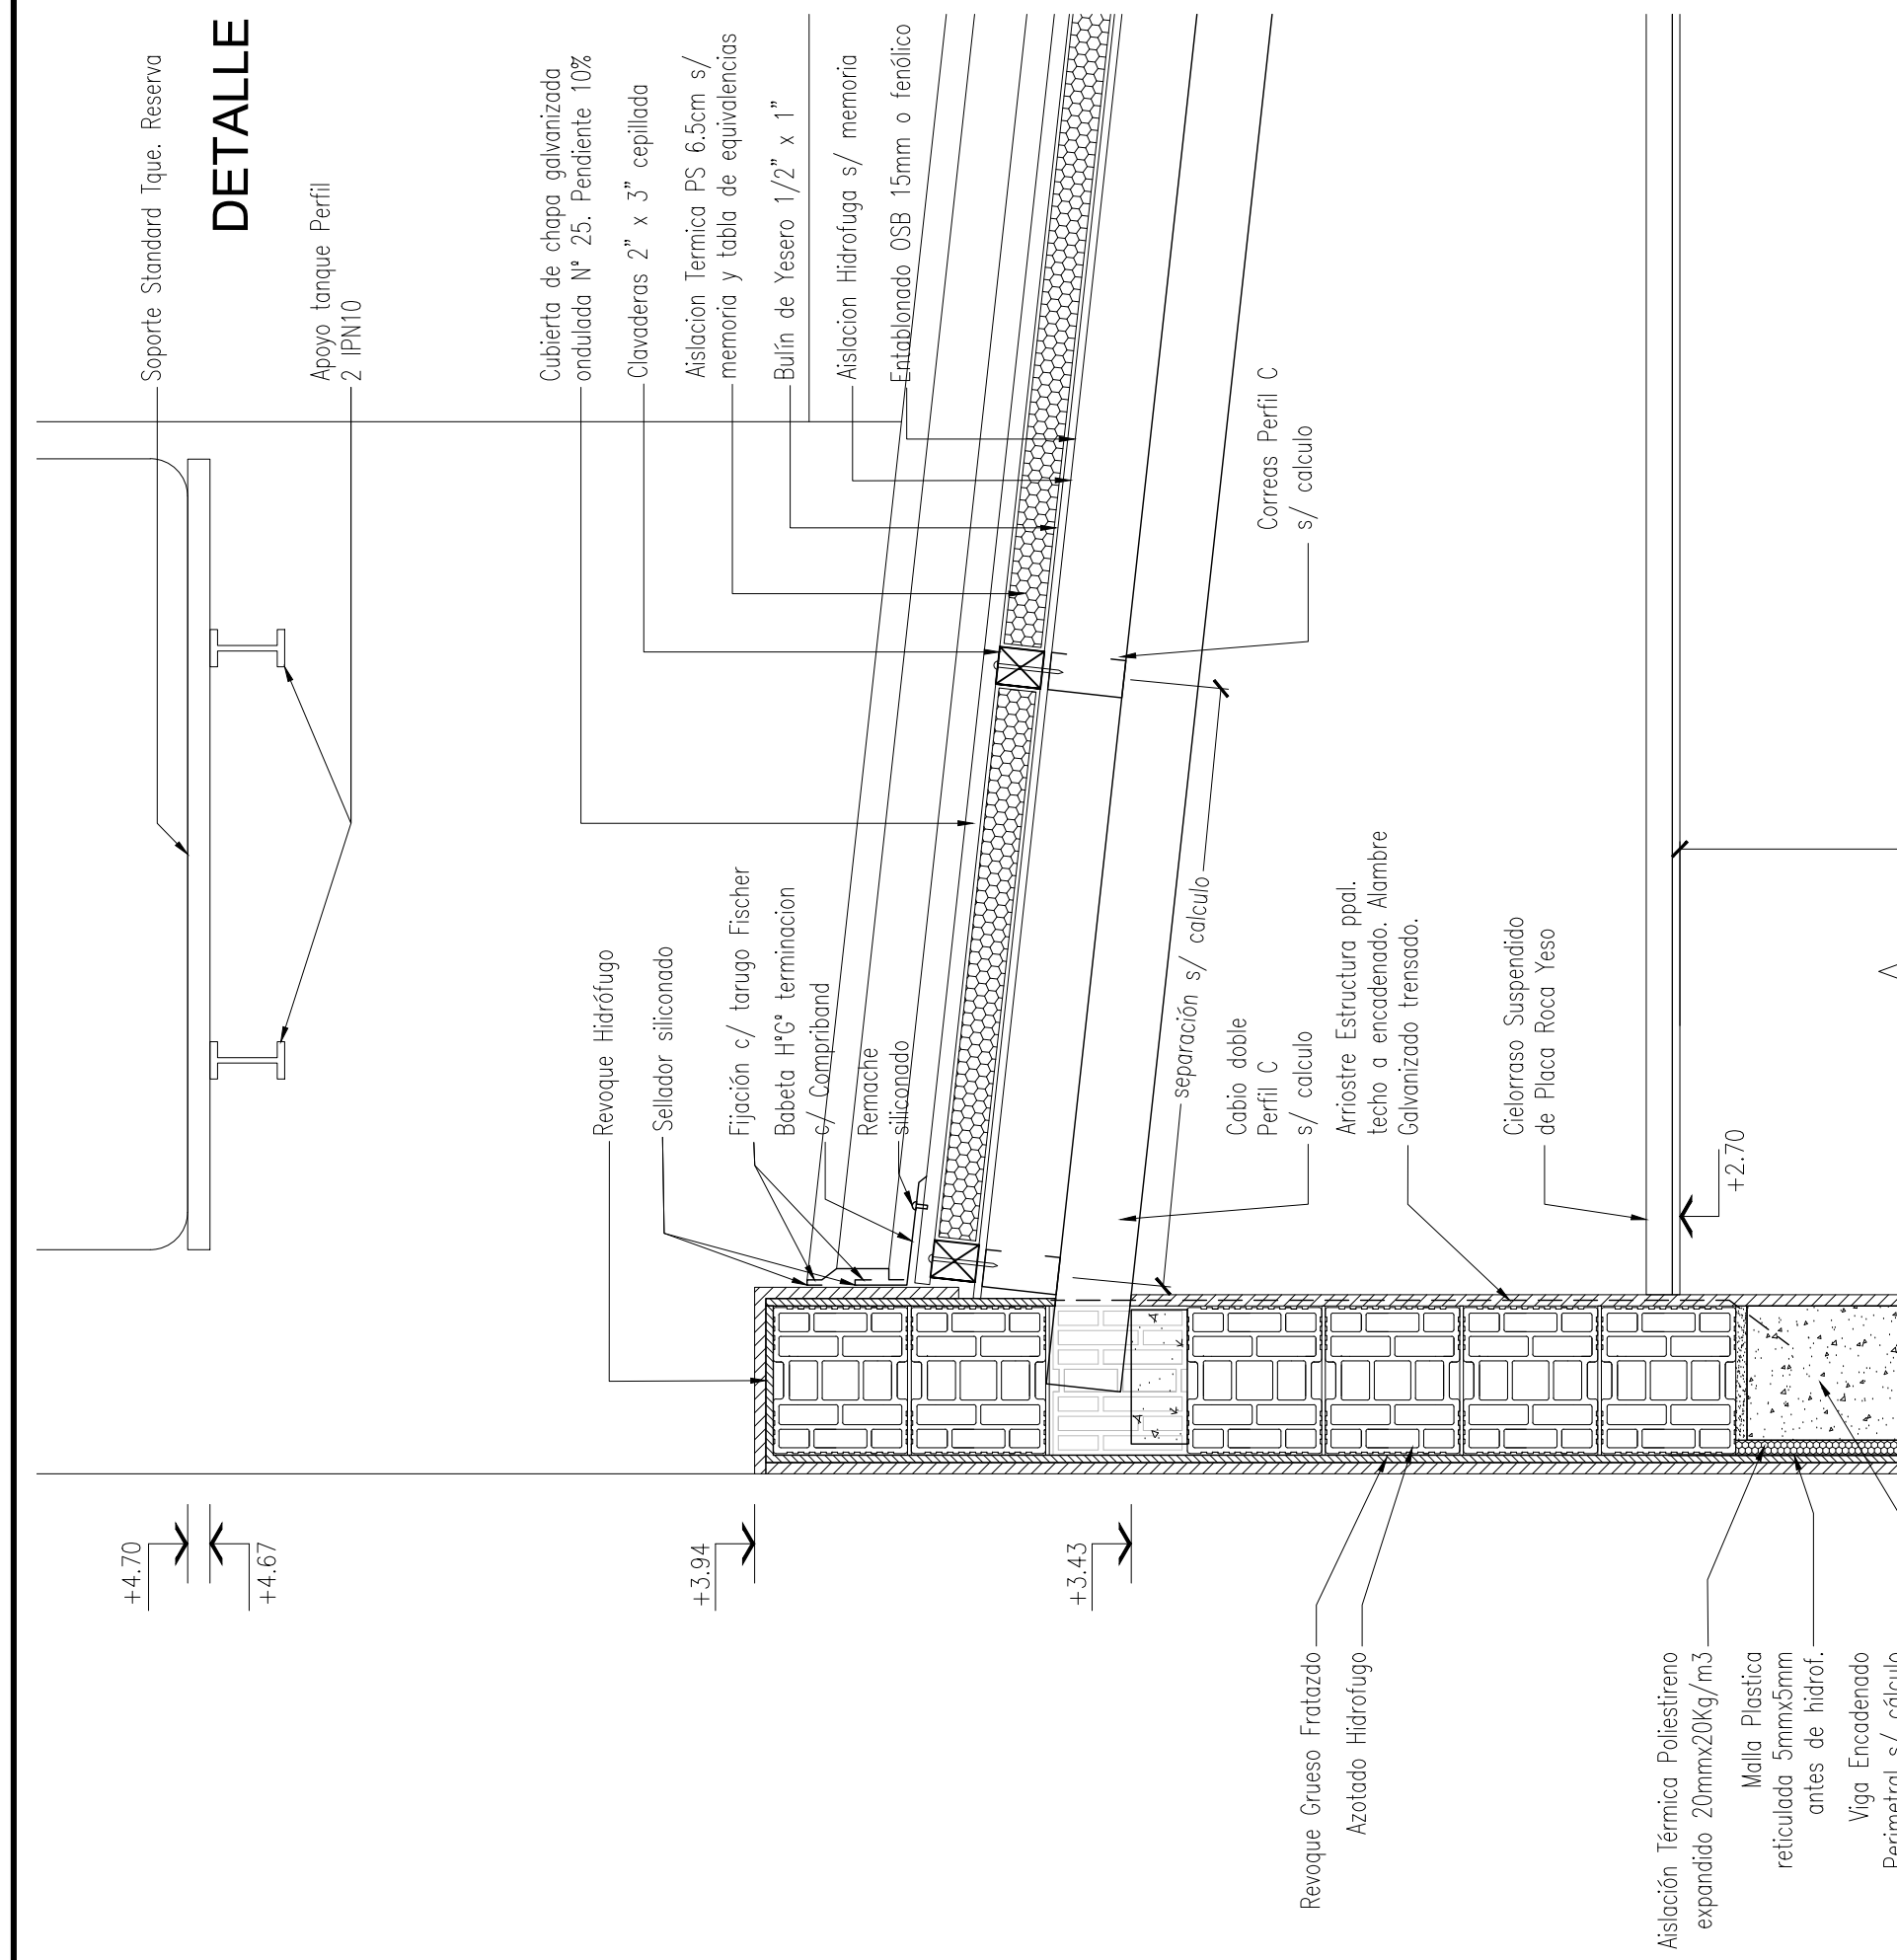 DETALLE
Soporte Standard Tque. Reserva
Apoyo tanque Perfil
2 IPN10
Cubierta de chapa galvanizada
ondulada Nº 25. Pendiente 10%
Clavaderas 2" x 3" cepillada
Aislacion Termica PS 6.5cm s/
memoria y tabla de equivalencias
Bulín de Yesero 1/2" x 1"
Aislacion Hidrofuga s/ memoria
Entablonado OSB 15mm o fenólico
Correas Perfil C
s/ calculo
Revoque Hidrófugo
Sellador siliconado
Fijación c/ tarugo Fischer
Babeta HºGº terminacion
c/ Compriband
Remache
siliconado
separación s/ calculo
Cabio doble
Perfil C
s/ calculo
Arriostre Estructura ppal.
techo a encadenado. Alambre
Galvanizado trensado.
Cielorraso Suspendido
de Placa Roca Yeso
+2.70
+4.70
+4.67
+3.94
+3.43
Revoque Grueso Fratazdo
Azotado Hidrofugo
Aislación Térmica Poliestireno
expandido 20mmx20Kg/m3
Malla Plastica
reticulada 5mmx5mm
antes de hidrof.
Viga Encadenado
Perimetral s/ cálculo